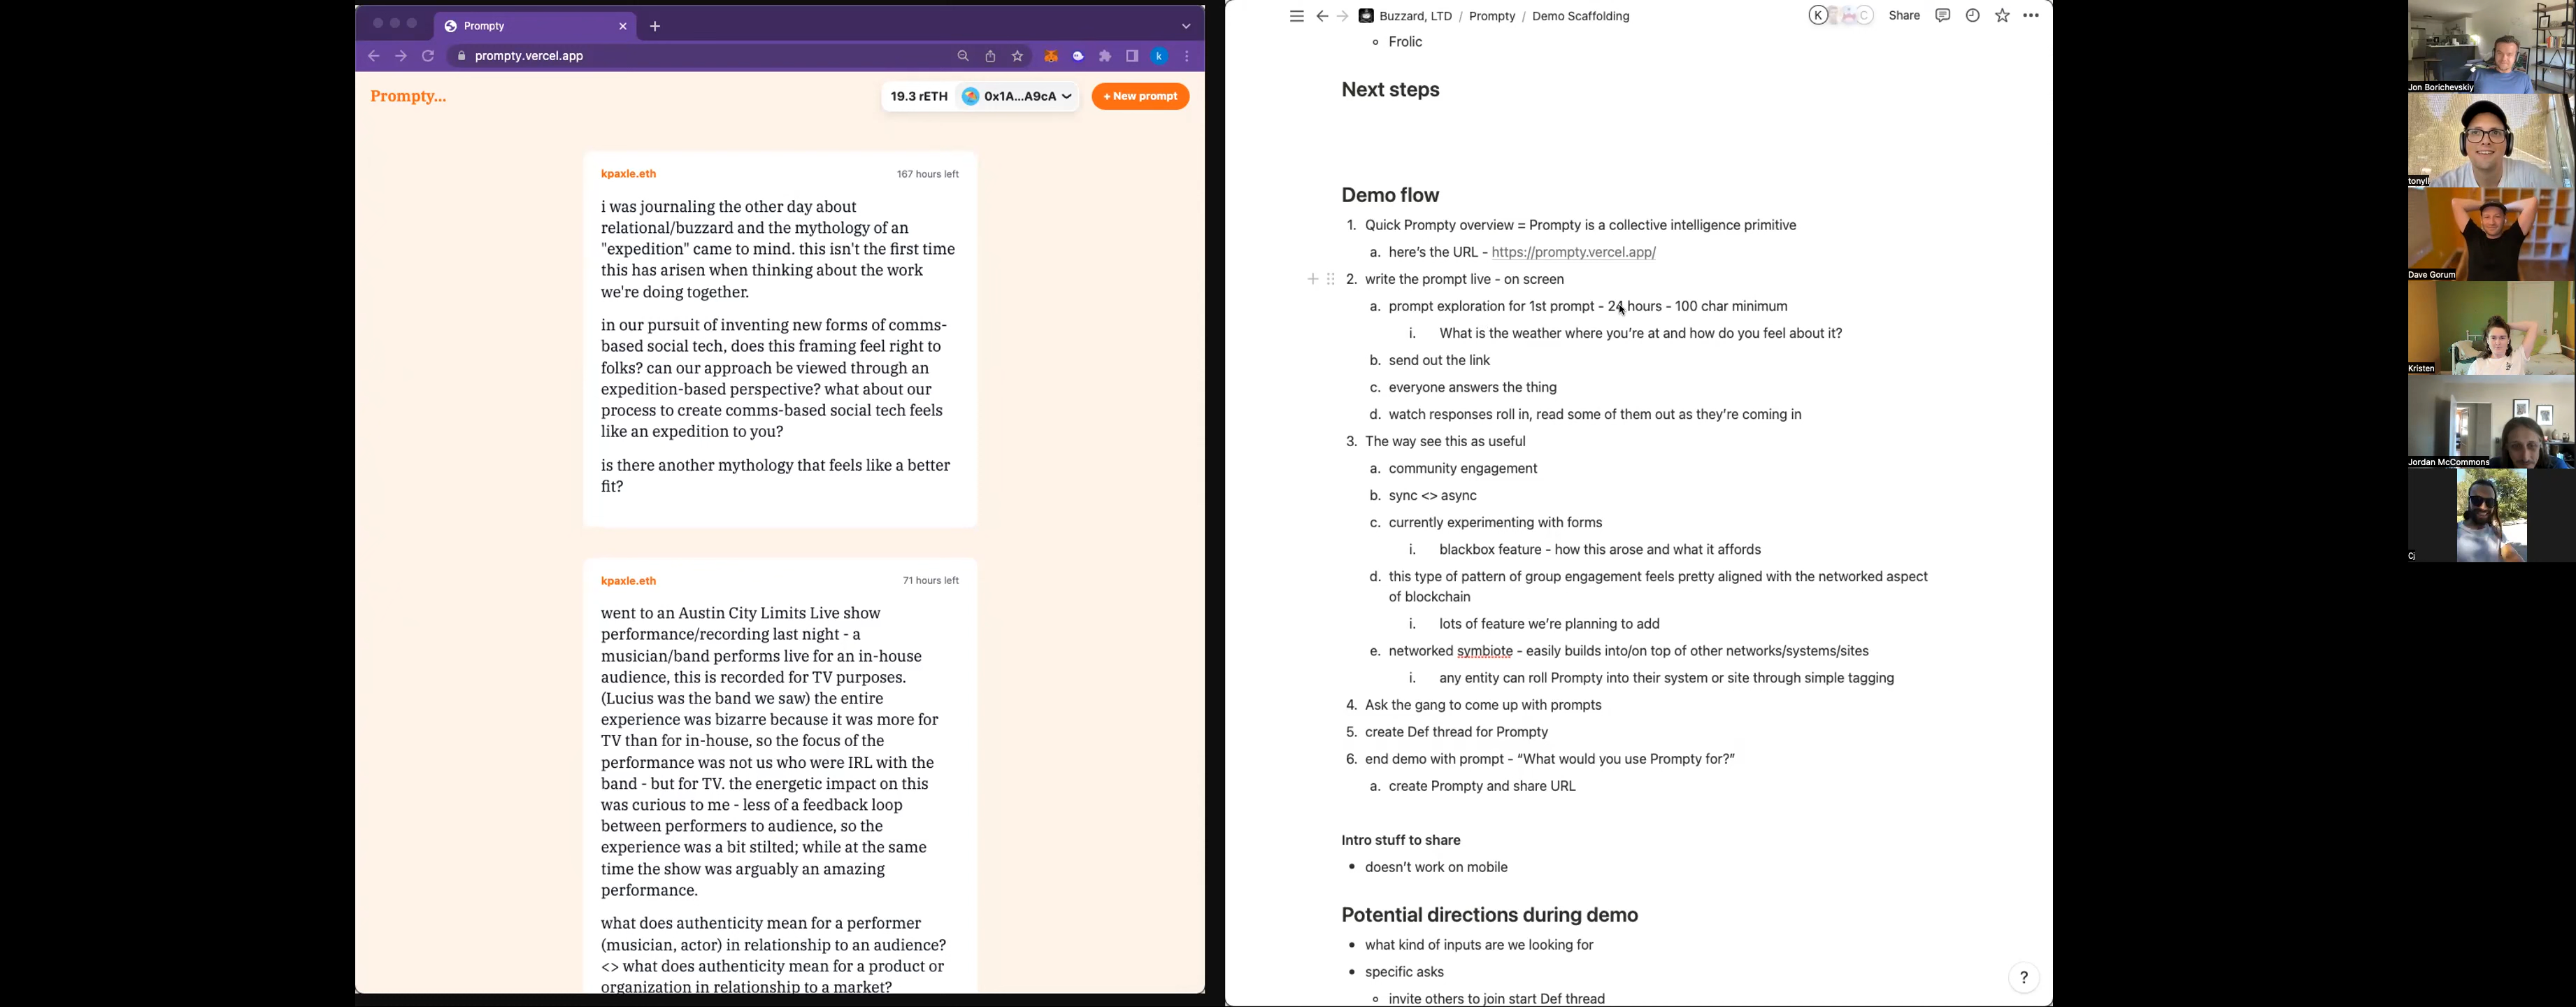 Prompty
prompty.vercel.app
k
Prompty...
19.3 rETH
0x1A...A9cA
+ New prompt
kpaxle.eth
167 hours left
i was journaling the other day about
relational/buzzard and the mythology of an
"expedition" came to mind. this isn't the first time
this has arisen when thinking about the work
we're doing together.
in our pursuit of inventing new forms of comms-
based social tech, does this framing feel right to
folks? can our approach be viewed through an
expedition-based perspective? what about our
process to create comms-based social tech feels
like an expedition to you?
is there another mythology that feels like a better
fit?
kpaxle.eth
71 hours left
went to an Austin City Limits Live show
performance/recording last night - a
musician/band performs live for an in-house
audience, this is recorded for TV purposes.
(Lucius was the band we saw) the entire
experience was bizarre because it was more for
TV than for in-house, so the focus of the
performance was not us who were IRL with the
band - but for TV. the energetic impact on this
was curious to me - less of a feedback loop
between performers to audience, so the
experience was a bit stilted; while at the same
time the show was arguably an amazing
performance.
what does authenticity mean for a performer
(musician, actor) in relationship to an audience?
<> what does authenticity mean for a product or
organization in relationship to a market?
Buzzard, LTD / Prompty / Demo Scaffolding
K
C
Share
Frolic
Next steps
Demo flow
1. Quick Prompty overview = Prompty is a collective intelligence primitive
a. here's the URL - https://prompty.vercel.app/
2. write the prompt live - on screen
a. prompt exploration for 1st prompt - 24 hours - 100 char minimum
i. What is the weather where you're at and how do you feel about it?
b. send out the link
c. everyone answers the thing
d. watch responses roll in, read some of them out as they're coming in
3. The way see this as useful
a. community engagement
b. sync <> async
c. currently experimenting with forms
i. blackbox feature - how this arose and what it affords
d. this type of pattern of group engagement feels pretty aligned with the networked aspect
of blockchain
i. lots of feature we're planning to add
e. networked symbiote - easily builds into/on top of other networks/systems/sites
i. any entity can roll Prompty into their system or site through simple tagging
4. Ask the gang to come up with prompts
5. create Def thread for Prompty
6. end demo with prompt - "What would you use Prompty for?"
a. create Prompty and share URL
Intro stuff to share
doesn't work on mobile
Potential directions during demo
what kind of inputs are we looking for
specific asks
invite others to join start Def thread
?
Jon Borichevskiy
tonyll
Dave Gorum
Kristen
Jordan McCommons
Cj